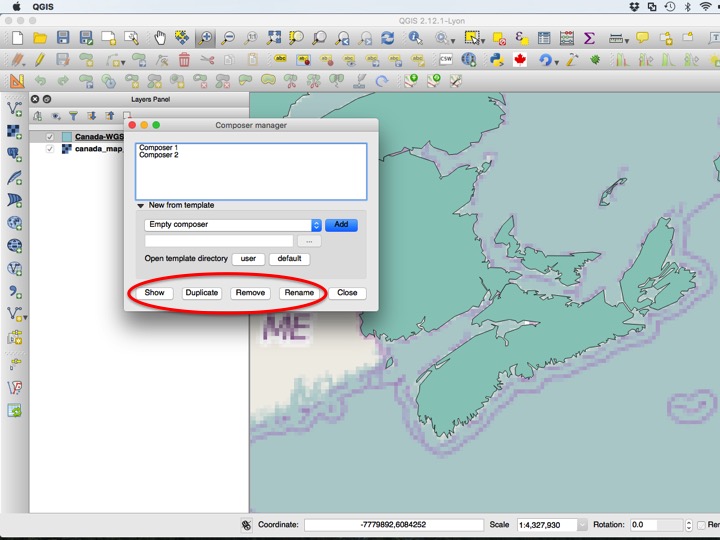 QGIS
QGIS 2.12.1-Lyon
Layers Panel
Canada-WGS
canada_map_
Composer manager
Composer 1
Composer 2
New from template
Empty composer
Add
...
Open template directory user default
Show Duplicate Remove Rename Close
ME
Coordinate: -7779892,6084252 Scale 1:4,327,930 Rotation: 0.0